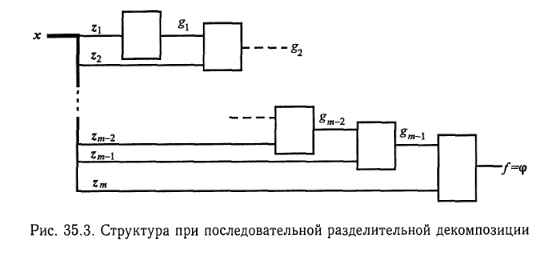 x
z₁
g₁
z₂
g₂
zₘ₋₂
gₘ₋₂
zₘ₋₁
gₘ₋₁
f=φ
zₘ
Рис. 35.3. Структура при последовательной разделительной декомпозиции